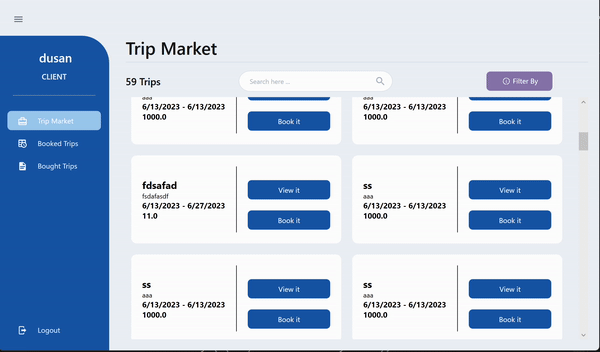 dusan
CLIENT
Trip Market
Booked Trips
Bought Trips
Logout
Trip Market
59 Trips
Search here ...
Filter By
aaa
6/13/2023 - 6/13/2023
1000.0
Book it
aaa
6/13/2023 - 6/13/2023
1000.0
Book it
fdsafad
fsdafasdf
6/13/2023 - 6/27/2023
11.0
View it
Book it
ss
aaa
6/13/2023 - 6/13/2023
1000.0
View it
Book it
ss
aaa
6/13/2023 - 6/13/2023
1000.0
View it
Book it
ss
aaa
6/13/2023 - 6/13/2023
1000.0
View it
Book it